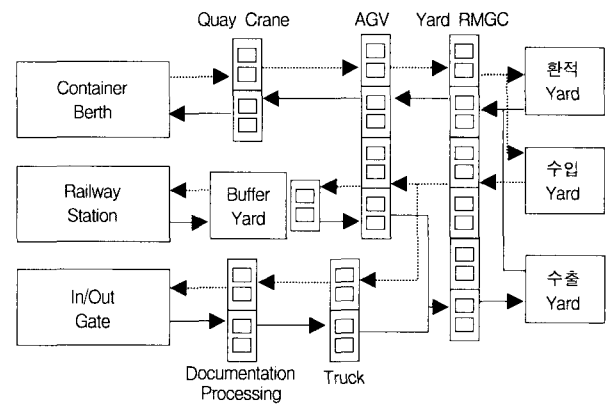 Quay Crane
AGV
Yard RMGC
Container
Berth
환적
Yard
Railway
Station
Buffer
Yard
수입
Yard
In/Out
Gate
수출
Yard
Documentation
Processing
Truck